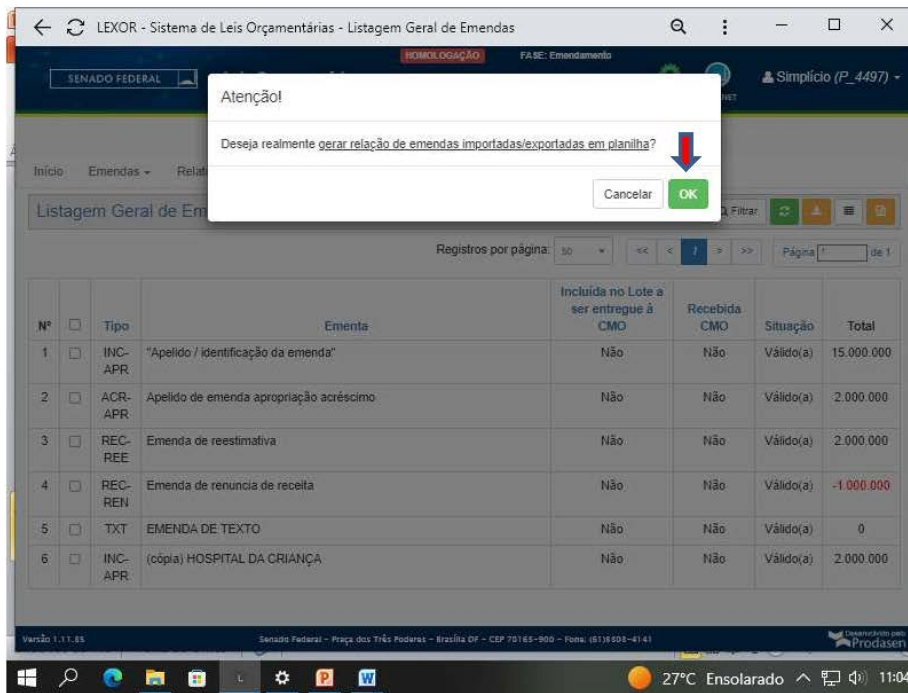 LEXOR - Sistema de Leis Orçamentárias - Listagem Geral de Emendas
HOMOLOGAÇÃO FASE: Emendamento
SENADO FEDERAL
Simplício (P_4497)
Atenção!
Deseja realmente gerar relação de emendas importadas/exportadas em planilha?
Cancelar OK
Início Emendas
Listagem Geral de Em
Filtrar
Registros por página: 50 << < 1 > >> Página 1 de 1
Nº Tipo Ementa Incluída no Lote a ser entregue à CMO Recebida CMO Situação Total
1 INC-APR "Apelido / identificação da emenda" Não Não Válido(a) 15.000.000
2 ACR-APR Apelido de emenda apropriação acréscimo Não Não Válido(a) 2.000.000
3 REC-REE Emenda de reestimativa Não Não Válido(a) 2.000.000
4 REC-REN Emenda de renuncia de receita Não Não Válido(a) -1.000.000
5 TXT EMENDA DE TEXTO Não Não Válido(a) 0
6 INC-APR (cópia) HOSPITAL DA CRIANÇA Não Não Válido(a) 2.000.000
Versão 1.11.85 Senado Federal - Praça dos Três Poderes - Brasília DF - CEP 70165-900 - Fone: (61)3303-4141 Desenvolvido pelo
Prodasen
27°C Ensolarado 11:04